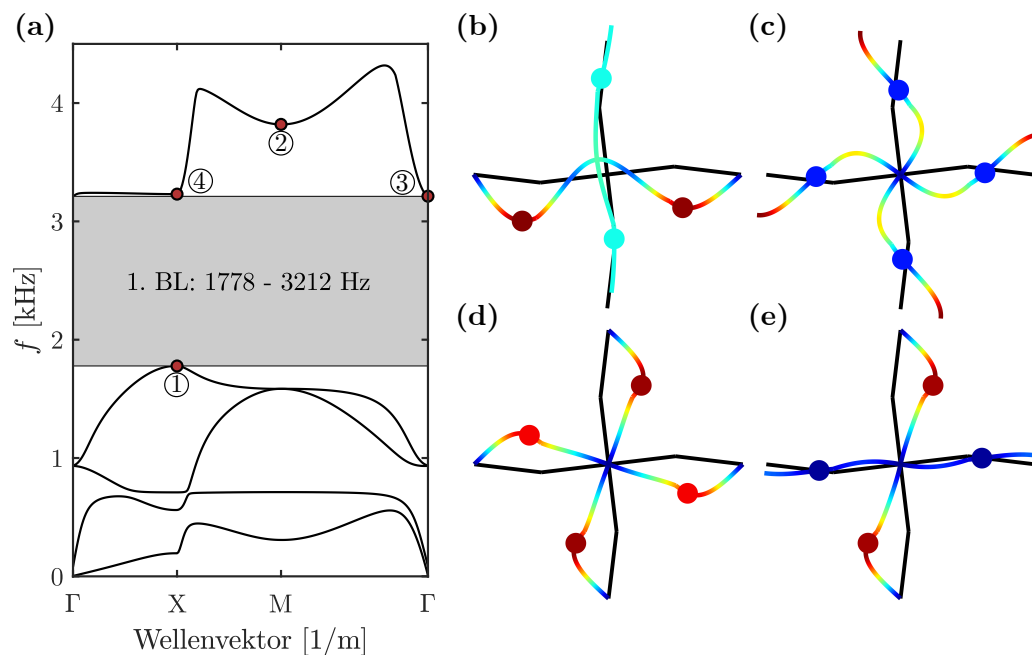 (a)
(b)
(c)
(d)
(e)
4
3
2
1
0
f [kHz]
②
④
③
1. BL: 1778 - 3212 Hz
①
Γ X M Γ
Wellenvektor [1/m]